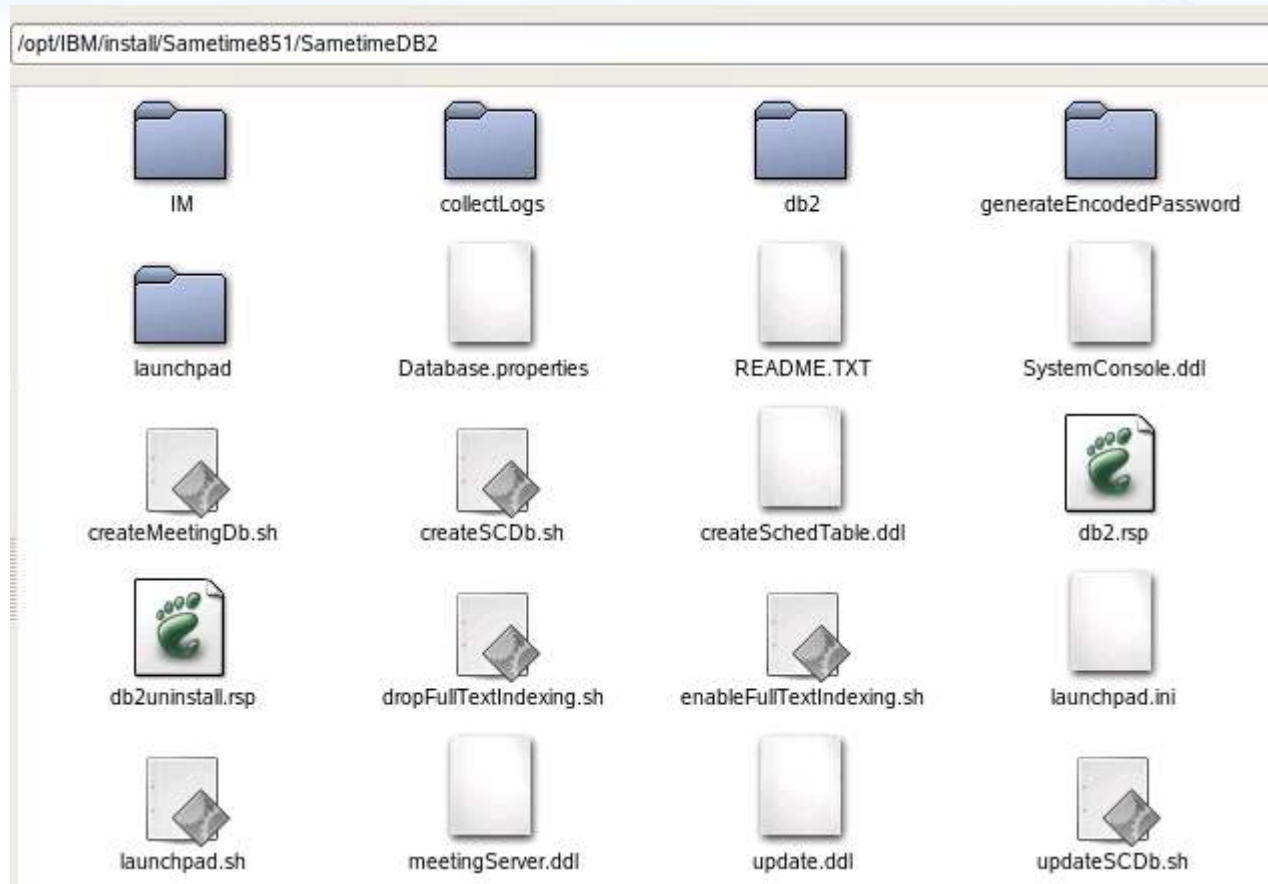 /opt/IBM/install/Sametime851/SametimeDB2
IM collectLogs db2 generateEncodedPassword
launchpad Database.properties README.TXT SystemConsole.ddl
createMeetingDb.sh createSCDb.sh createSchedTable.ddl db2.rsp
db2uninstall.rsp dropFullTextIndexing.sh enableFullTextIndexing.sh launchpad.ini
launchpad.sh meetingServer.ddl update.ddl updateSCDb.sh